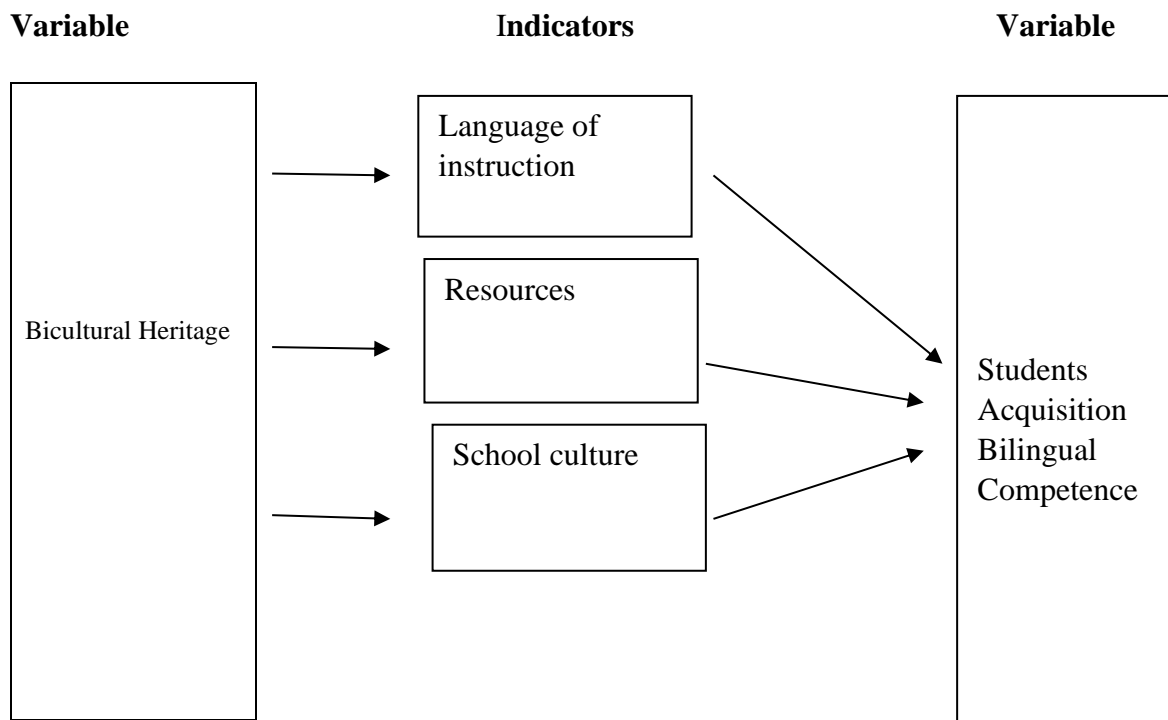 Variable
Indicators
Variable
Bicultural Heritage
Language of
instruction
Resources
School culture
Students
Acquisition
Bilingual
Competence